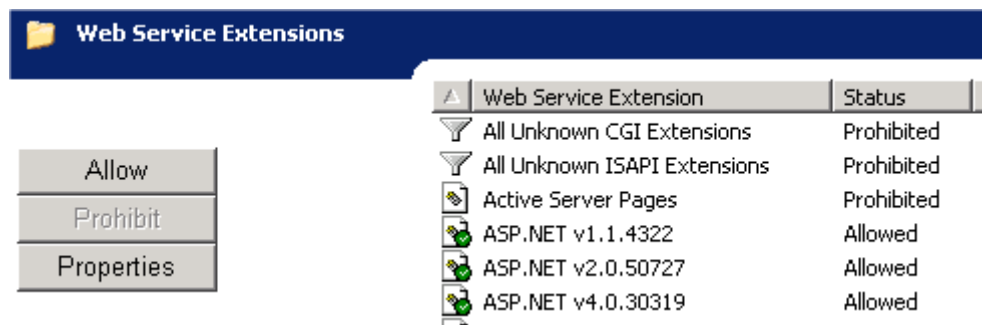 Web Service Extensions
Web Service Extension Status
All Unknown CGI Extensions Prohibited
All Unknown ISAPI Extensions Prohibited
Allow
Active Server Pages Prohibited
Prohibit
ASP.NET v1.1.4322 Allowed
Properties
ASP.NET v2.0.50727 Allowed
ASP.NET v4.0.30319 Allowed